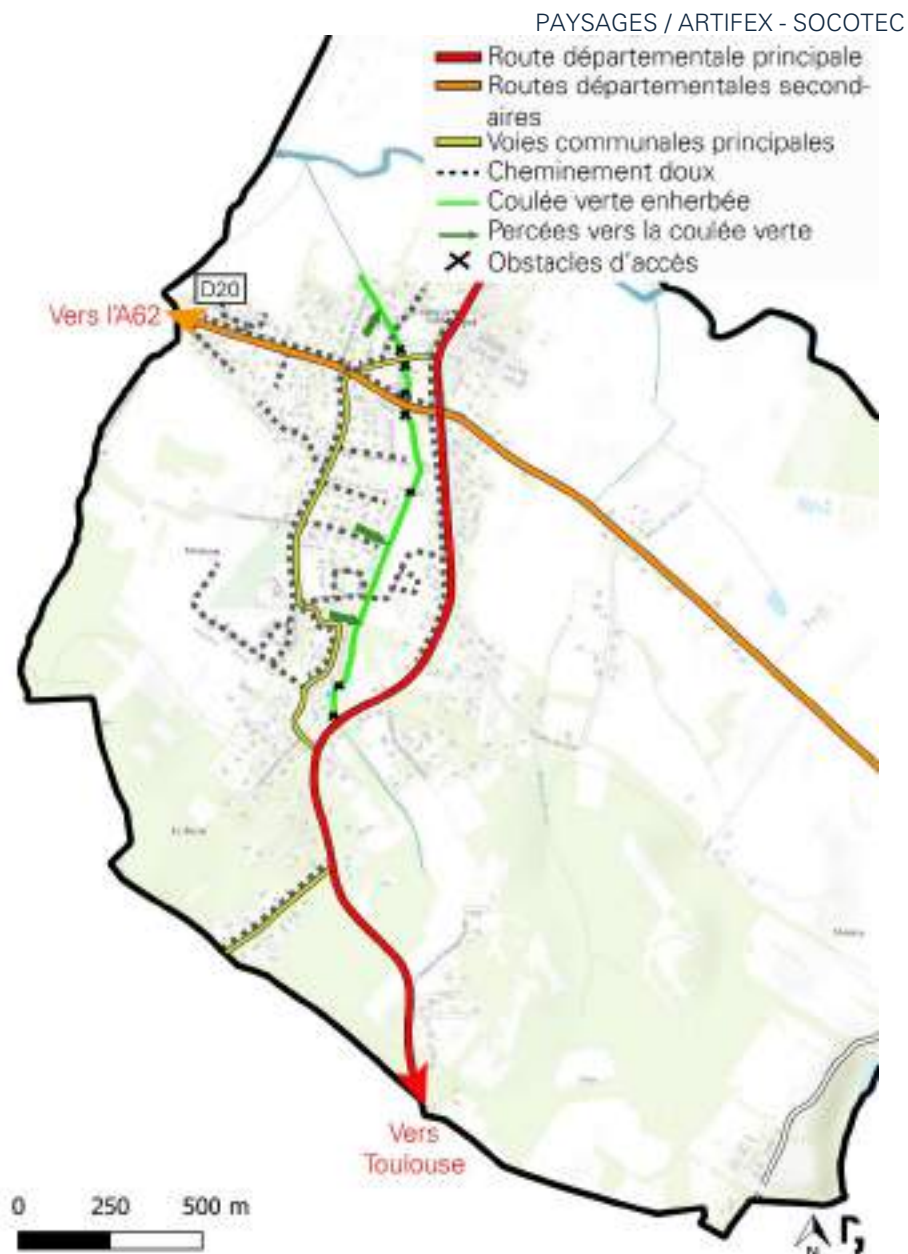 PAYSAGES / ARTIFEX - SOCOTEC
Route départementale principale
Routes départementales second-
aires
Voies communales principales
Cheminement doux
Coulée verte enherbée
Percées vers la coulée verte
Obstacles d'accès
D20
Vers l'A62
Vers
Toulouse
0 250 500 m
N